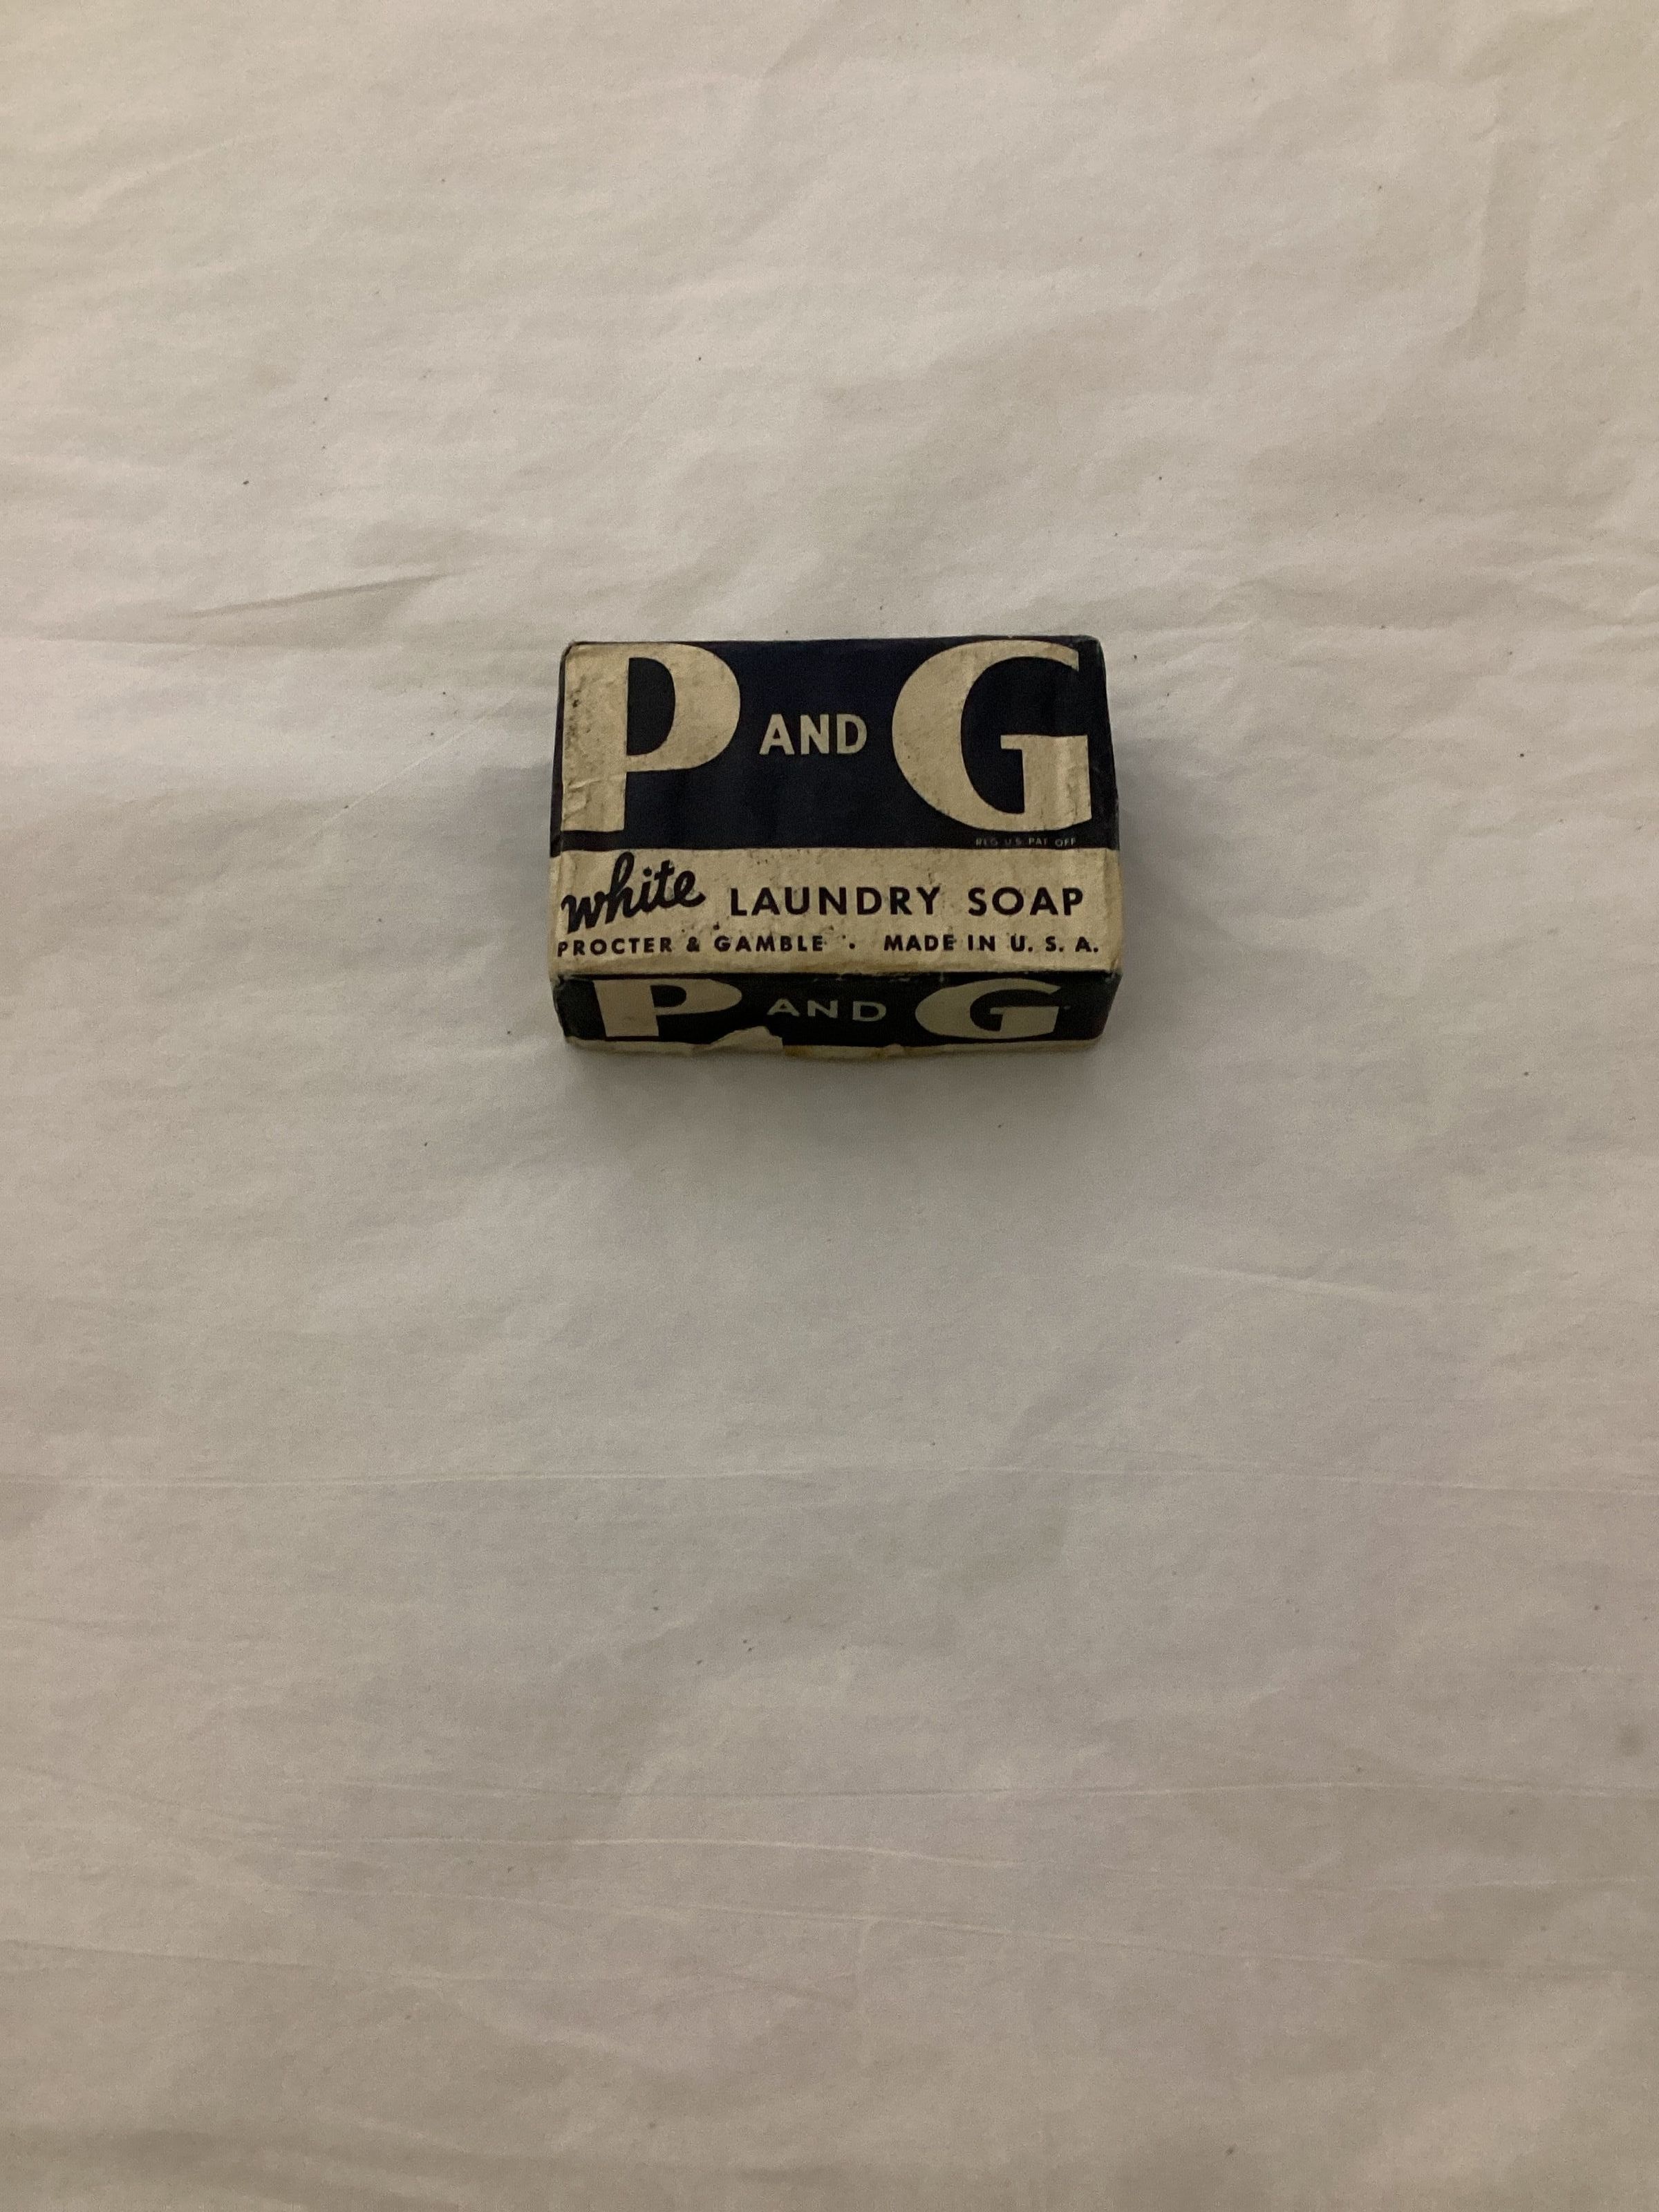 P AND G
REG U.S. PAT OFF
white LAUNDRY SOAP
PROCTER & GAMBLE · MADE IN U. S. A.
P AND G